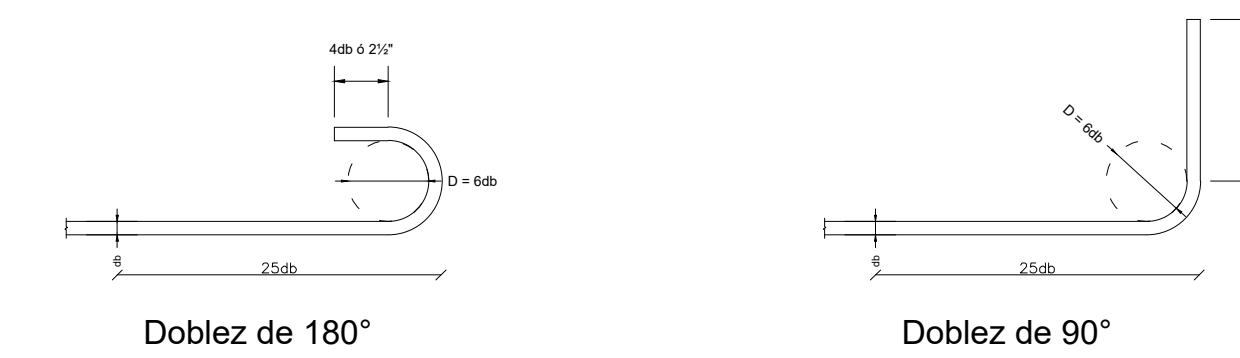 4db ó 2½"
D = 6db
db
25db
Doblez de 180°
D = 6db
db
25db
Doblez de 90°